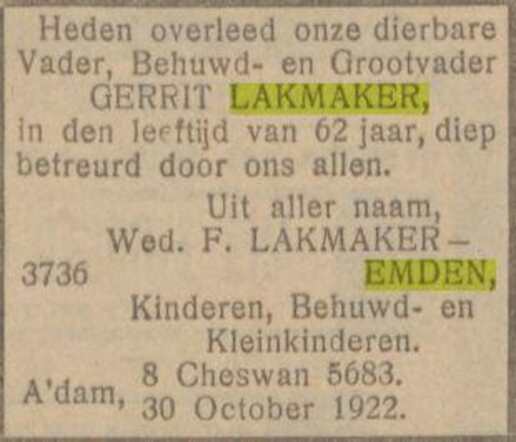 Heden overleed onze dierbare
Vader, Behuwd- en Grootvader
GERRIT LAKMAKER,
in den leeftijd van 62 jaar, diep
betreurd door ons allen.
Uit aller naam,
Wed. F. LAKMAKER—
3736 EMDEN,
Kinderen, Behuwd- en
Kleinkinderen.
8 Cheswan 5683.
A'dam,
30 October 1922.